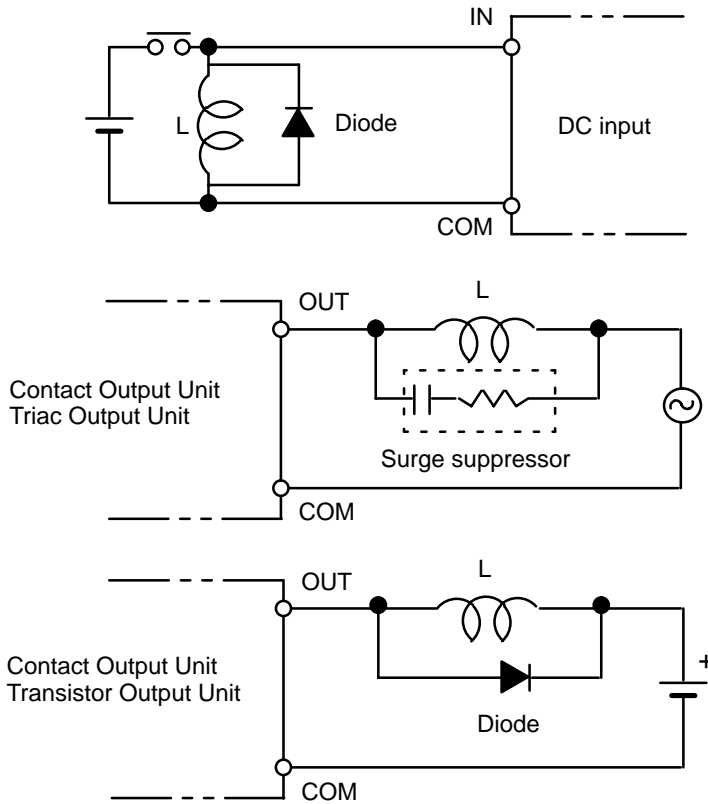 IN
L
Diode
DC input
COM
OUT
L
Contact Output Unit
Triac Output Unit
Surge suppressor
COM
OUT
L
+
Contact Output Unit
Transistor Output Unit
Diode
COM